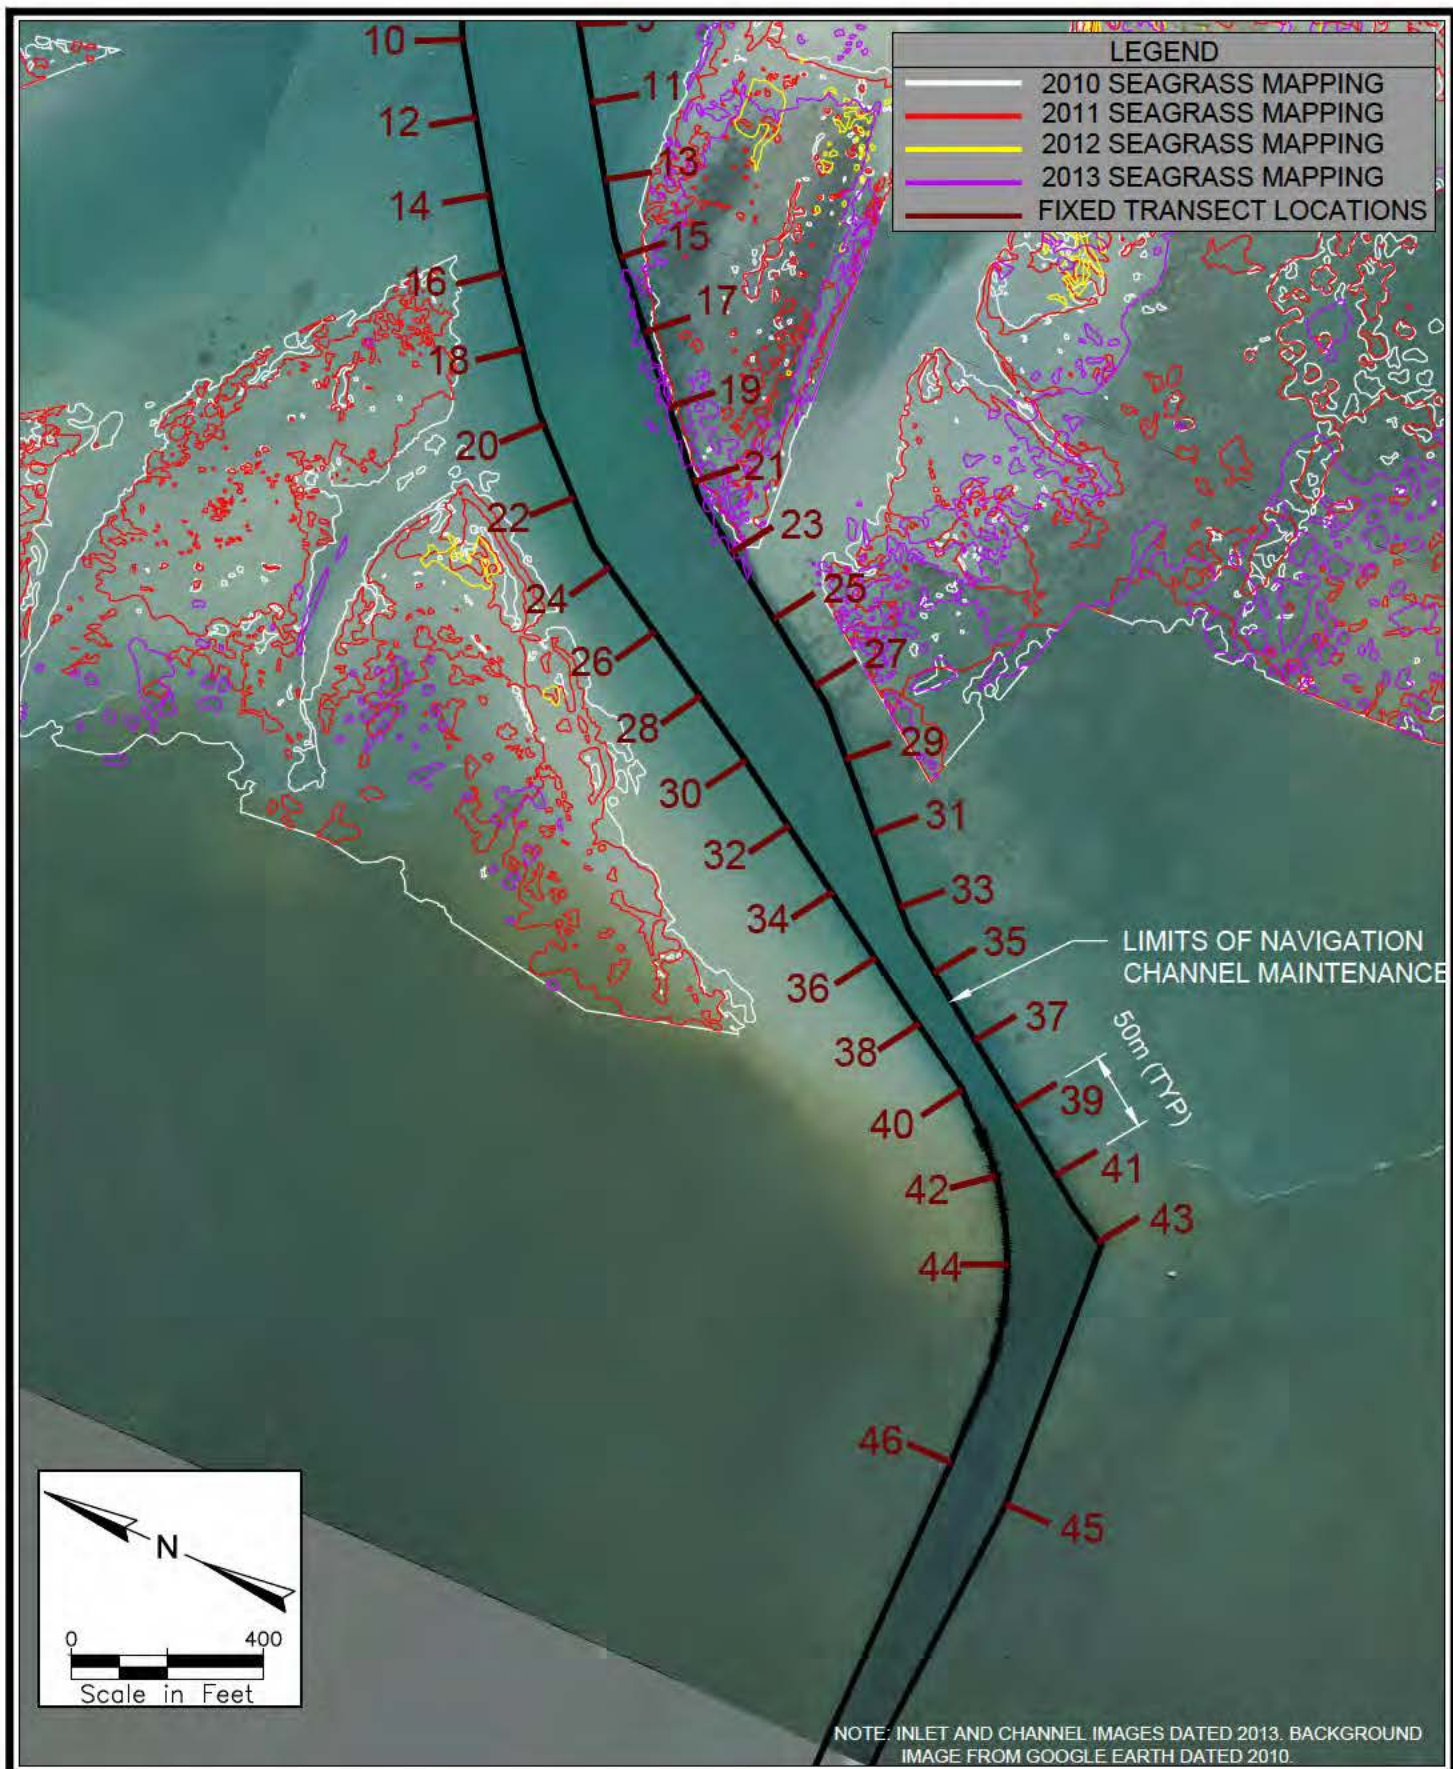 LEGEND
2010 SEAGRASS MAPPING
2011 SEAGRASS MAPPING
2012 SEAGRASS MAPPING
2013 SEAGRASS MAPPING
FIXED TRANSECT LOCATIONS
10
11
12
13
14
15
16
17
18
19
20
21
22
23
24
25
26
27
28
29
30
31
32
33
34
35
LIMITS OF NAVIGATION
CHANNEL MAINTENANCE
36
37
50m (TYP)
38
39
40
41
42
43
44
46
45
N
0 400
Scale in Feet
NOTE: INLET AND CHANNEL IMAGES DATED 2013. BACKGROUND
IMAGE FROM GOOGLE EARTH DATED 2010.